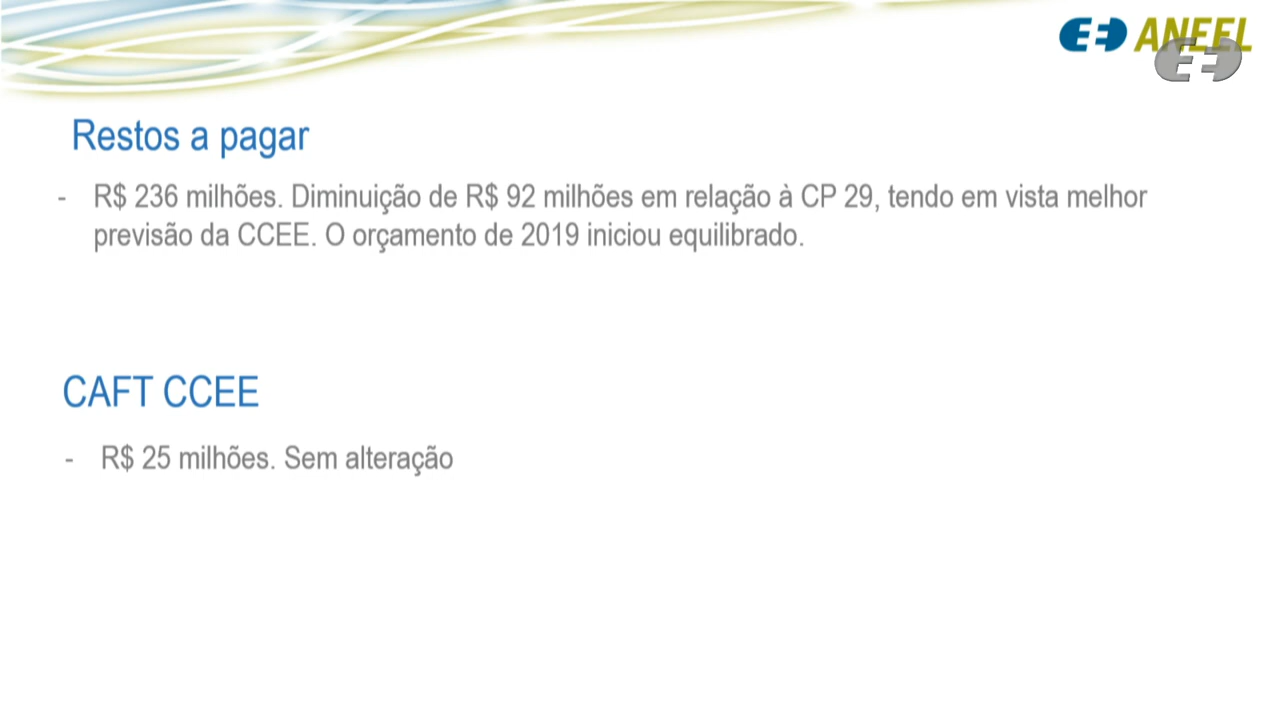 ANEEL
Restos a pagar
- R$ 236 milhões. Diminuição de R$ 92 milhões em relação à CP 29, tendo em vista melhor
previsão da CCEE. O orçamento de 2019 iniciou equilibrado.
CAFT CCEE
- R$ 25 milhões. Sem alteração